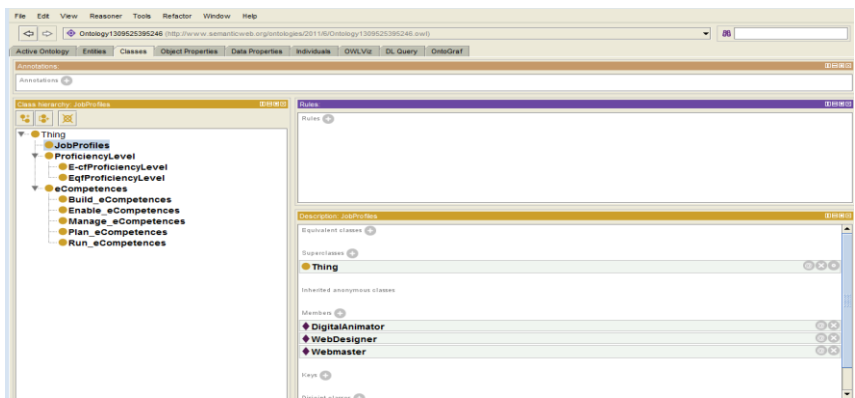 File Edit View Reasoner Tools Refactor Window Help
Ontology1309525395246 (http://www.semanticweb.org/ontologies/2011/6/Ontology1309525395246.owl)
Active Ontology Entities Classes Object Properties Data Properties Individuals OWLViz DL Query OntoGraf
Annotations:
Annotations
Class hierarchy: JobProfiles
Thing
JobProfiles
ProficiencyLevel
E-cfProficiencyLevel
EqfProficiencyLevel
eCompetences
Build_eCompetences
Enable_eCompetences
Manage_eCompetences
Plan_eCompetences
Run_eCompetences
Rules:
Rules
Description: JobProfiles
Equivalent classes
Superclasses
Thing
Inherited anonymous classes
Members
DigitalAnimator
WebDesigner
Webmaster
Keys
Disjoint classes